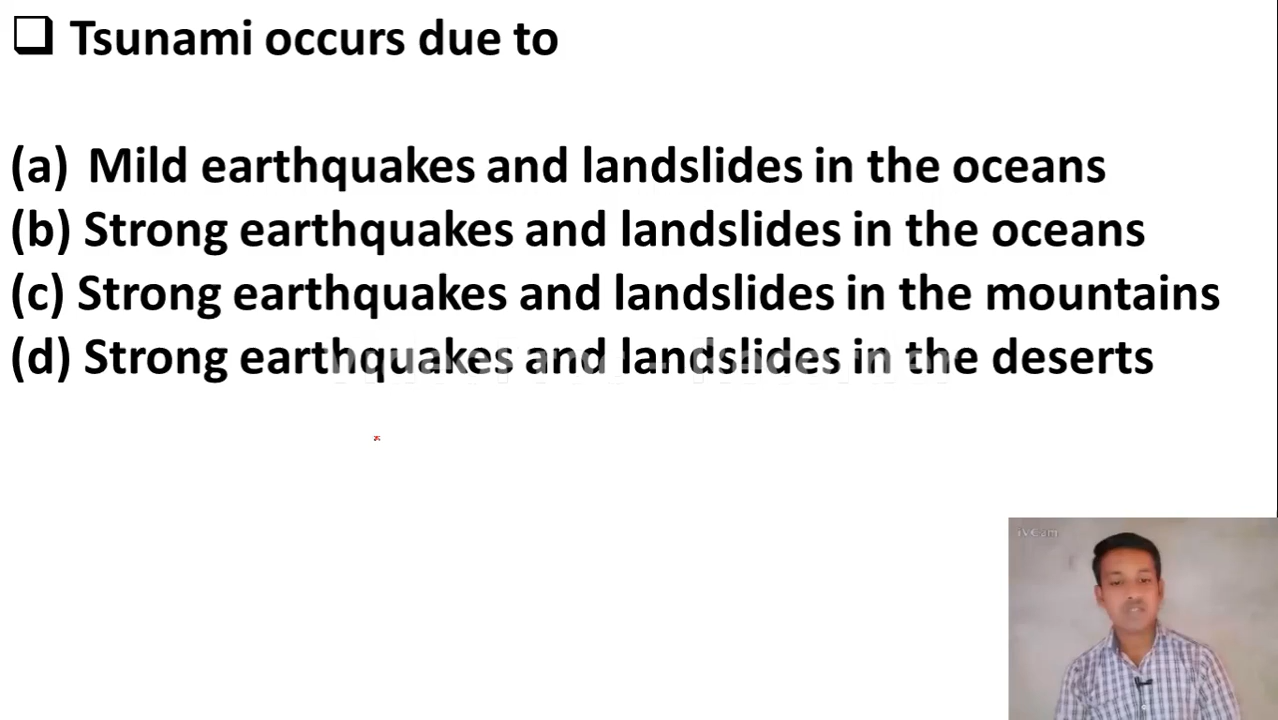 Tsunami occurs due to
(a) Mild earthquakes and landslides in the oceans
(b) Strong earthquakes and landslides in the oceans
(c) Strong earthquakes and landslides in the mountains
(d) Strong earthquakes and landslides in the deserts